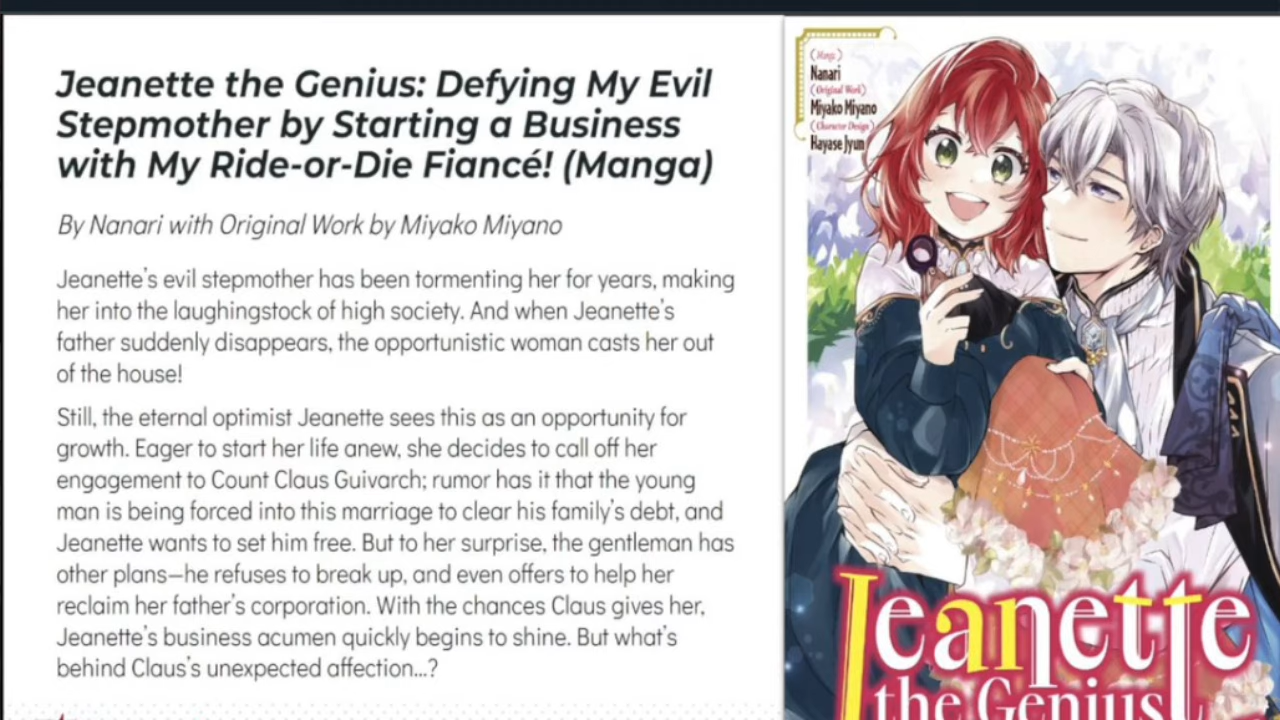 Jeanette the Genius: Defying My Evil
Stepmother by Starting a Business
with My Ride-or-Die Fiancé! (Manga)
By Nanari with Original Work by Miyako Miyano
Jeanette's evil stepmother has been tormenting her for years, making
her into the laughingstock of high society. And when Jeanette's
father suddenly disappears, the opportunistic woman casts her out
of the house!
Still, the eternal optimist Jeanette sees this as an opportunity for
growth. Eager to start her life anew, she decides to call off her
engagement to Count Claus Guivarch; rumor has it that the young
man is being forced into this marriage to clear his family's debt, and
Jeanette wants to set him free. But to her surprise, the gentleman has
other plans—he refuses to break up, and even offers to help her
reclaim her father's corporation. With the chances Claus gives her,
Jeanette's business acumen quickly begins to shine. But what's
behind Claus's unexpected affection...?
(Manga)
Nanari
(Original Work)
Miyako Miyano
(Character Design)
Hayase Jyun
Jeanette
the Genius